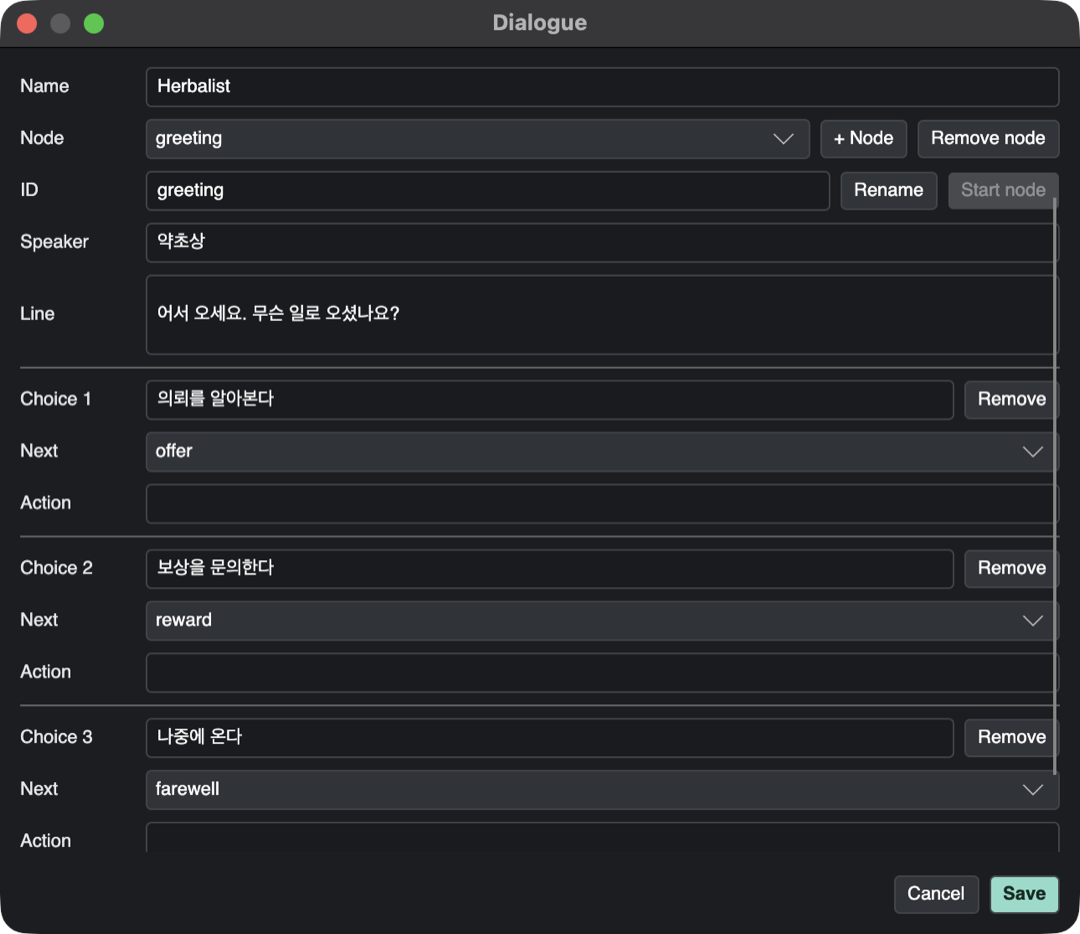 Dialogue
Name Herbalist
Node greeting + Node Remove node
ID greeting Rename Start node
Speaker 약초상
Line 어서 오세요. 무슨 일로 오셨나요?
Choice 1 의뢰를 알아본다 Remove
Next offer
Action
Choice 2 보상을 문의한다 Remove
Next reward
Action
Choice 3 나중에 온다 Remove
Next farewell
Action
Cancel Save